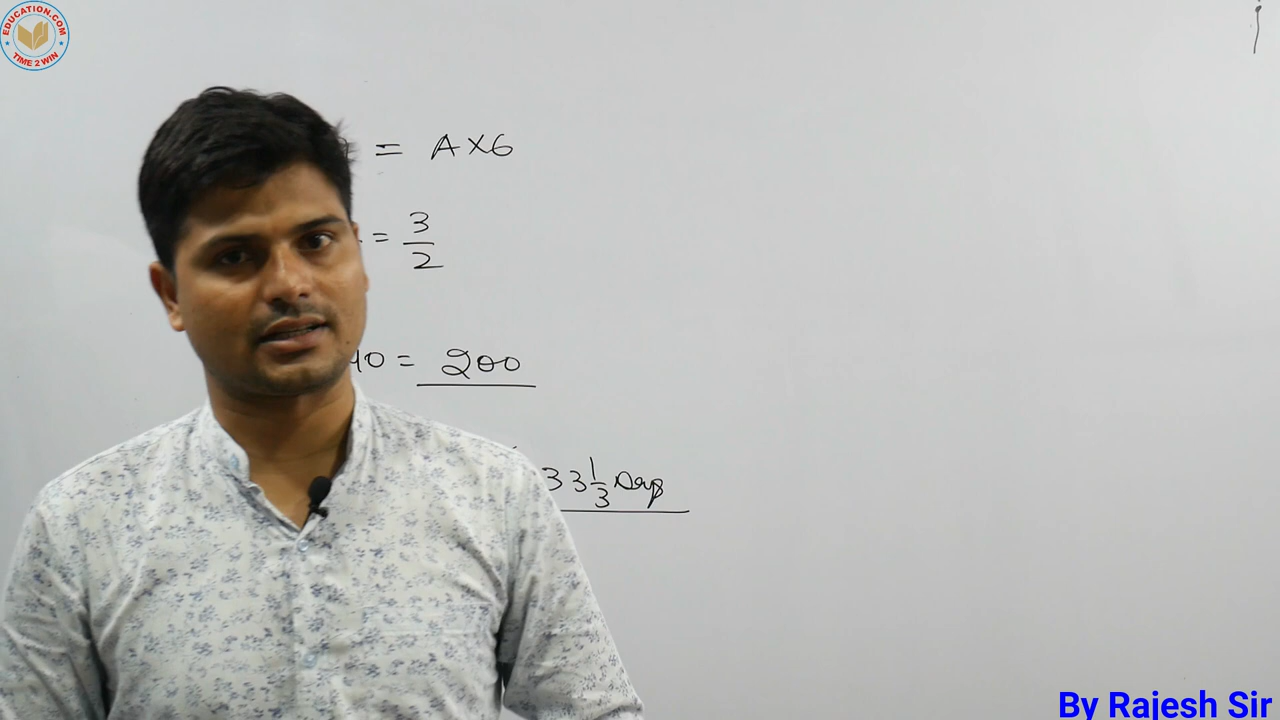 EDUCATION.COM
TIME 2 WIN
= A×6
= 3/2
40 = 200
33 1/3 Days
By Rajesh Sir